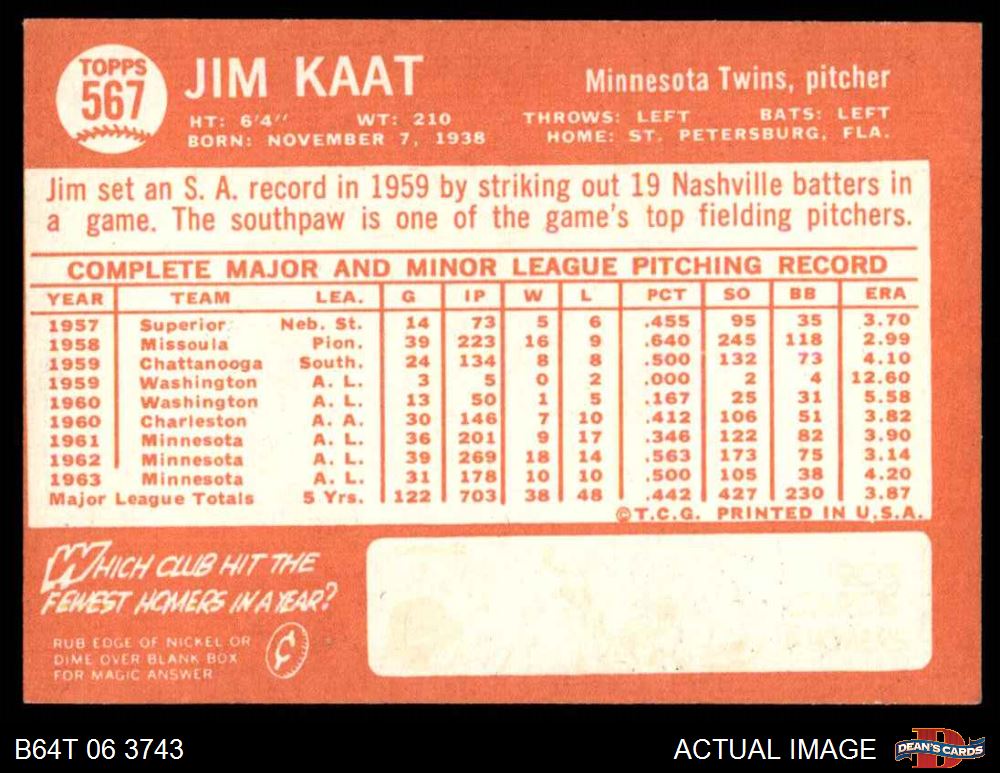 TOPPS
567
JIM KAAT
Minnesota Twins, pitcher
HT: 6'4" WT: 210 THROWS: LEFT BATS: LEFT
BORN: NOVEMBER 7, 1938 HOME: ST. PETERSBURG, FLA.
Jim set an S. A. record in 1959 by striking out 19 Nashville batters in
a game. The southpaw is one of the game's top fielding pitchers.
COMPLETE MAJOR AND MINOR LEAGUE PITCHING RECORD
YEAR TEAM LEA. G IP W L PCT SO BB ERA
1957 Superior Neb. St. 14 73 5 6 .455 95 35 3.70
1958 Missoula Pion. 39 223 16 9 .640 245 118 2.99
1959 Chattanooga South. 24 134 8 8 .500 132 73 4.10
1959 Washington A. L. 3 5 0 2 .000 2 4 12.60
1960 Washington A. L. 13 50 1 5 .167 25 31 5.58
1960 Charleston A. A. 30 146 7 10 .412 106 51 3.82
1961 Minnesota A. L. 36 201 9 17 .346 122 82 3.90
1962 Minnesota A. L. 39 269 18 14 .563 173 75 3.14
1963 Minnesota A. L. 31 178 10 10 .500 105 38 4.20
Major League Totals 5 Yrs. 122 703 38 48 .442 427 230 3.87
©T.C.G. PRINTED IN U.S.A.
WHICH CLUB HIT THE
FEWEST HOMERS IN A YEAR?
RUB EDGE OF NICKEL OR
DIME OVER BLANK BOX
FOR MAGIC ANSWER
¢
B64T 06 3743
ACTUAL IMAGE
D
DEAN'S CARDS